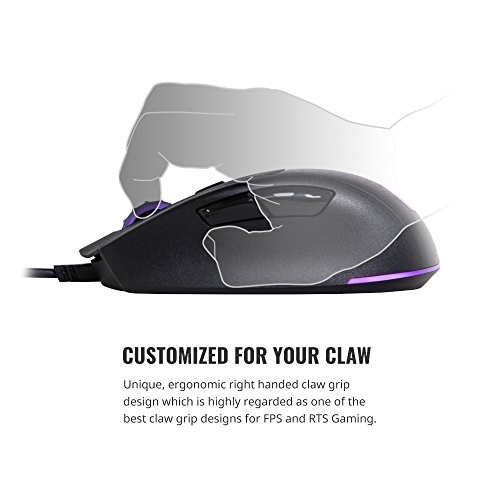 CUSTOMIZED FOR YOUR CLAW
Unique, ergonomic right handed claw grip
design which is highly regarded as one of the
best claw grip designs for FPS and RTS Gaming.